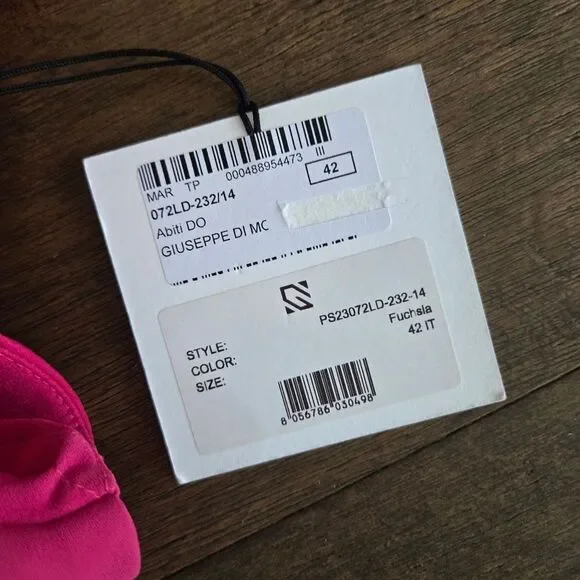 MAR TP 000488954473 III
42
072LD-232/14
Abiti DO
GIUSEPPE DI MO
STYLE: PS23072LD-232-14
COLOR: Fuchsia
SIZE: 42 IT
8 056786 030498